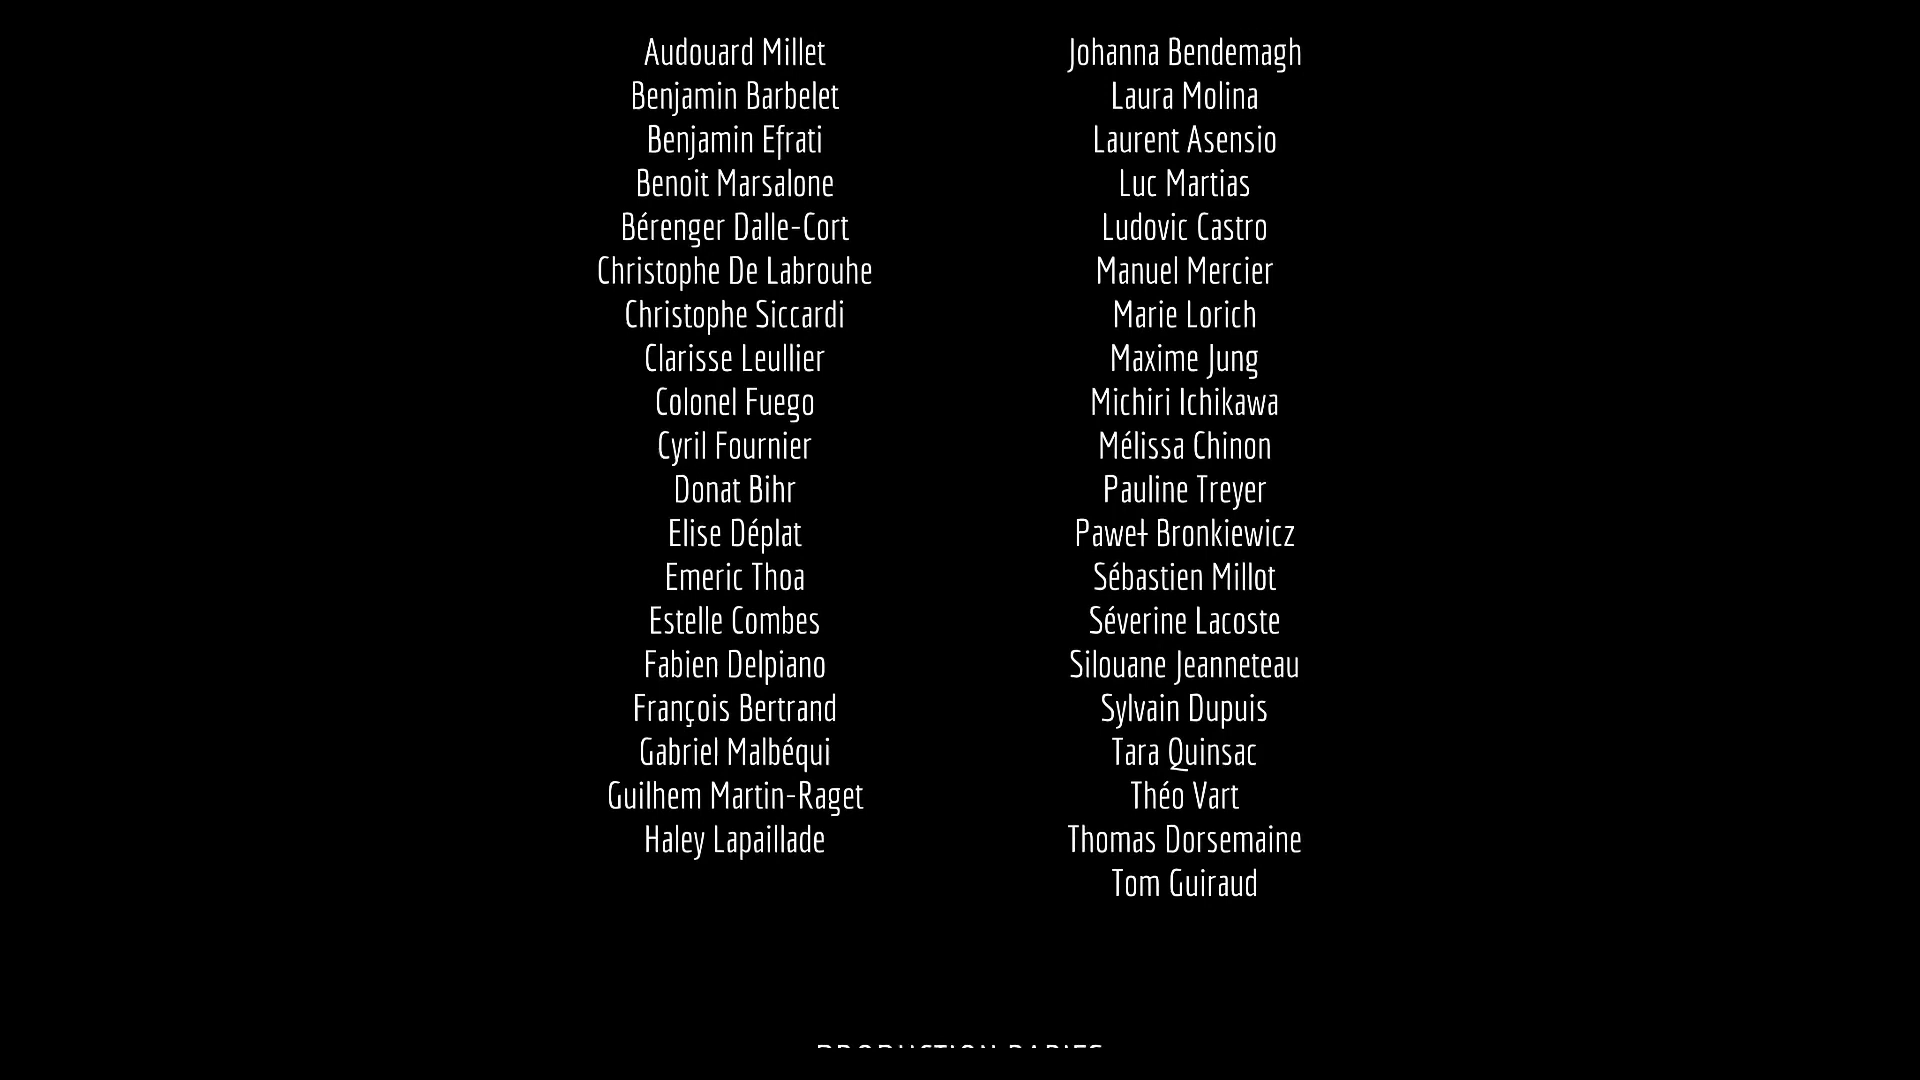 Audouard Millet
Benjamin Barbelet
Benjamin Efrati
Benoit Marsalone
Bérenger Dalle-Cort
Christophe De Labrouhe
Christophe Siccardi
Clarisse Leullier
Colonel Fuego
Cyril Fournier
Donat Bihr
Elise Déplat
Emeric Thoa
Estelle Combes
Fabien Delpiano
François Bertrand
Gabriel Malbéqui
Guilhem Martin-Raget
Haley Lapaillade
Johanna Bendemagh
Laura Molina
Laurent Asensio
Luc Martias
Ludovic Castro
Manuel Mercier
Marie Lorich
Maxime Jung
Michiri Ichikawa
Mélissa Chinon
Pauline Treyer
Paweł Bronkiewicz
Sébastien Millot
Séverine Lacoste
Silouane Jeanneteau
Sylvain Dupuis
Tara Quinsac
Théo Vart
Thomas Dorsemaine
Tom Guiraud
PRODUCTION BABIES